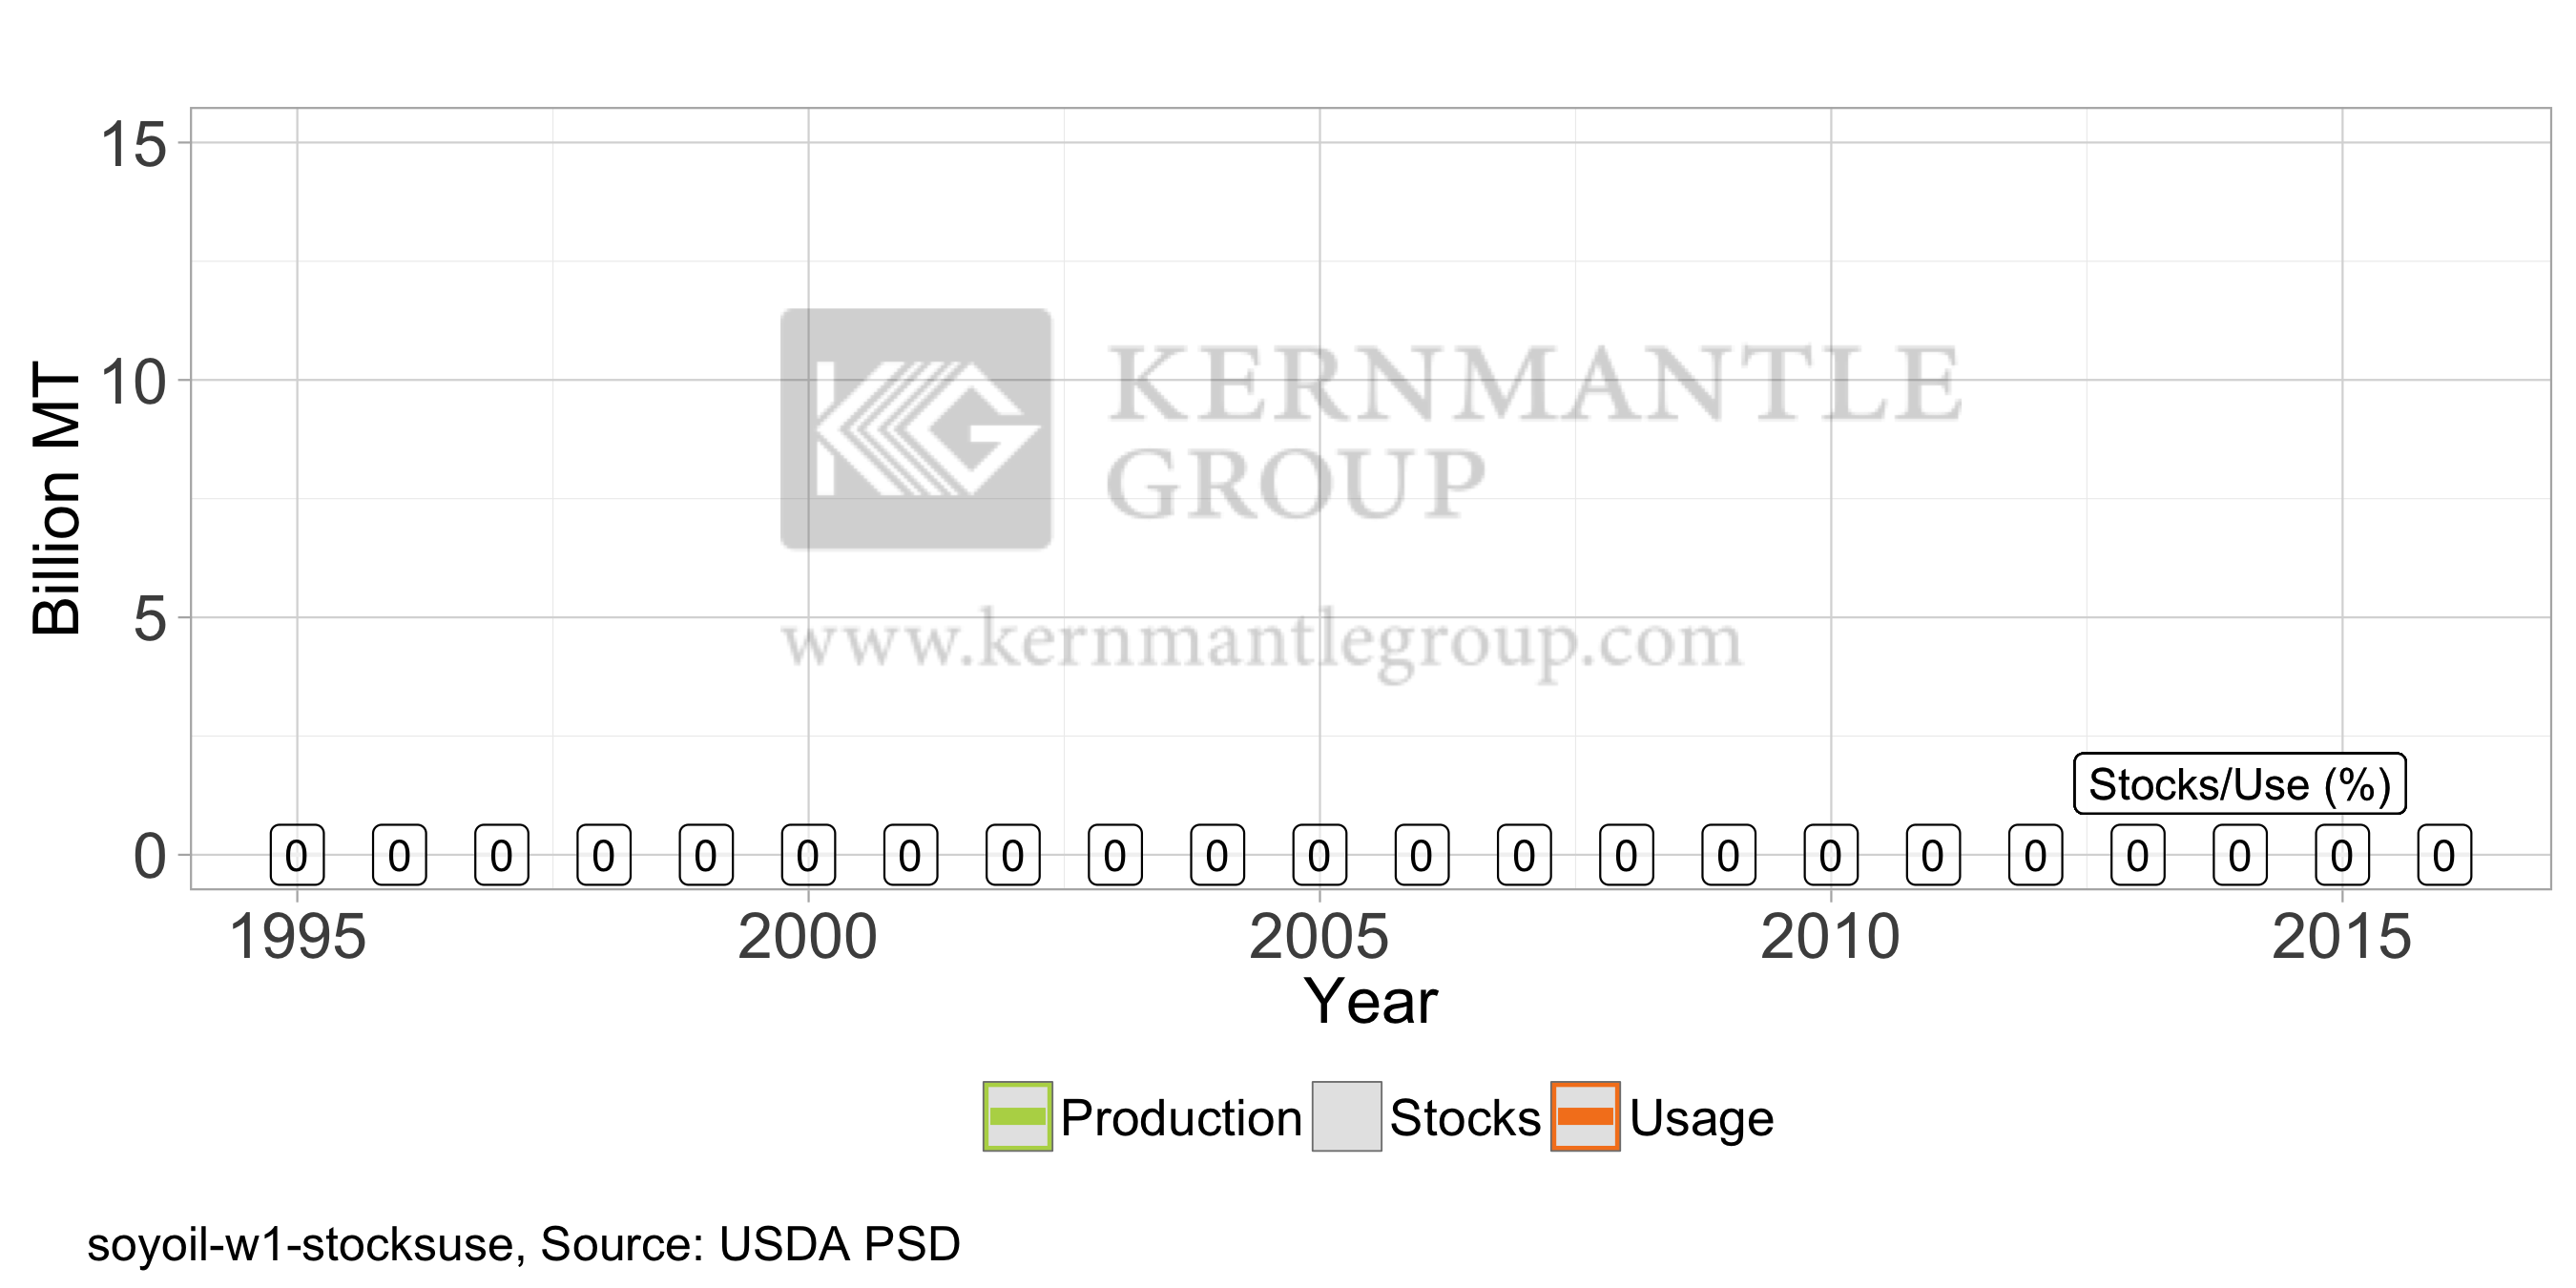 15
10
5
0
Billion MT
KG KERNMANTLE
GROUP
www.kernmantlegroup.com
Stocks/Use (%)
0 0 0 0 0 0 0 0 0 0 0 0 0 0 0 0 0 0 0 0 0 0
1995 2000 2005 2010 2015
Year
Production Stocks Usage
soyoil-w1-stocksuse, Source: USDA PSD